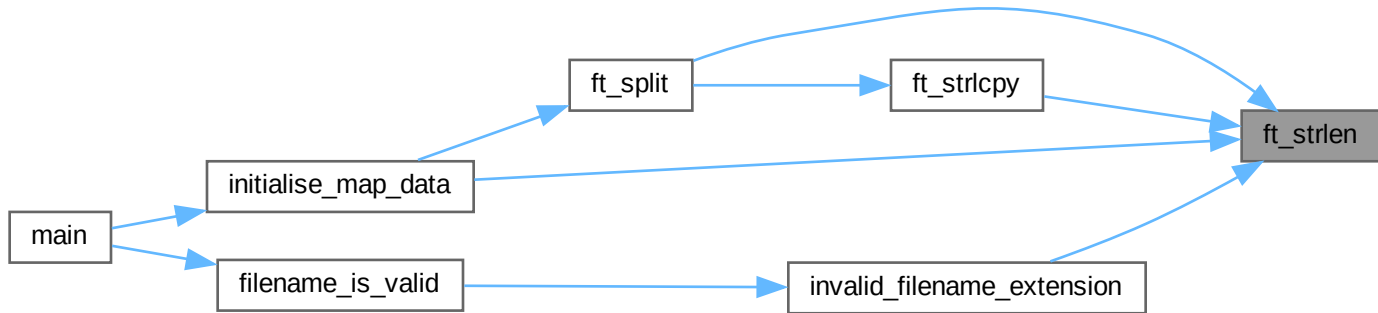 ft_split
ft_strlcpy
ft_strlen
initialise_map_data
main
filename_is_valid
invalid_filename_extension